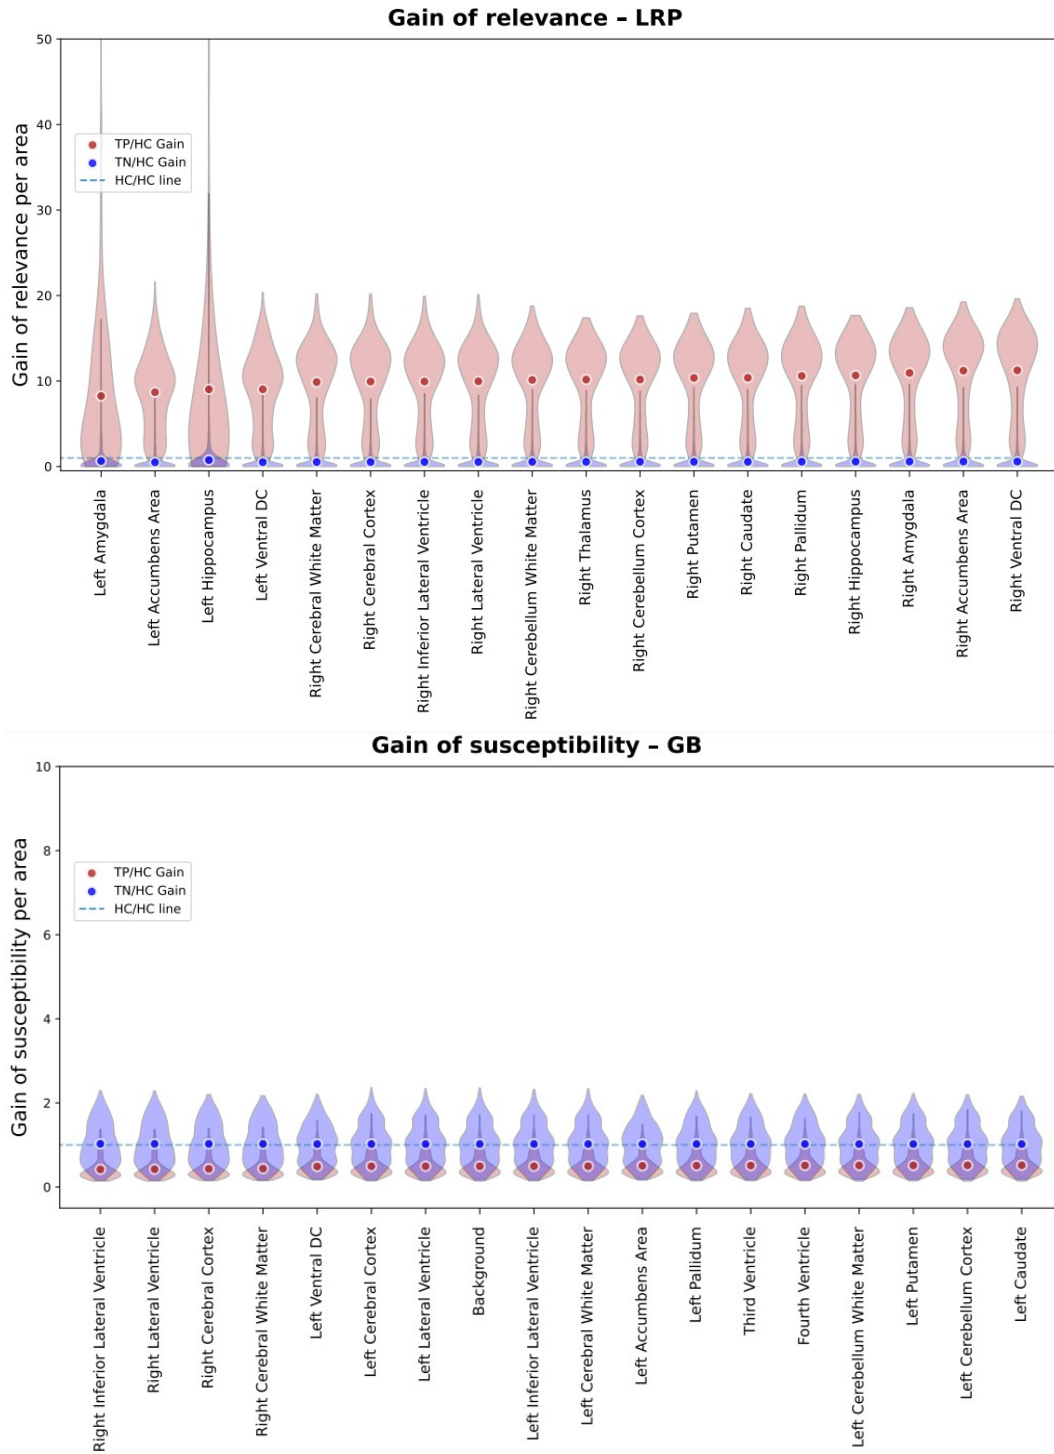 Gain of relevance – LRP
Gain of relevance per area
50
40
30
20
10
0
TP/HC Gain
TN/HC Gain
HC/HC line
Left Amygdala
Left Accumbens Area
Left Hippocampus
Left Ventral DC
Right Cerebral White Matter
Right Cerebral Cortex
Right Inferior Lateral Ventricle
Right Lateral Ventricle
Right Cerebellum White Matter
Right Thalamus
Right Cerebellum Cortex
Right Putamen
Right Caudate
Right Pallidum
Right Hippocampus
Right Amygdala
Right Accumbens Area
Right Ventral DC
Gain of susceptibility – GB
Gain of susceptibility per area
10
8
6
4
2
0
TP/HC Gain
TN/HC Gain
HC/HC line
Right Inferior Lateral Ventricle
Right Lateral Ventricle
Right Cerebral Cortex
Right Cerebral White Matter
Left Ventral DC
Left Cerebral Cortex
Left Lateral Ventricle
Background
Left Inferior Lateral Ventricle
Left Cerebral White Matter
Left Accumbens Area
Left Pallidum
Third Ventricle
Fourth Ventricle
Left Cerebellum White Matter
Left Putamen
Left Cerebellum Cortex
Left Caudate